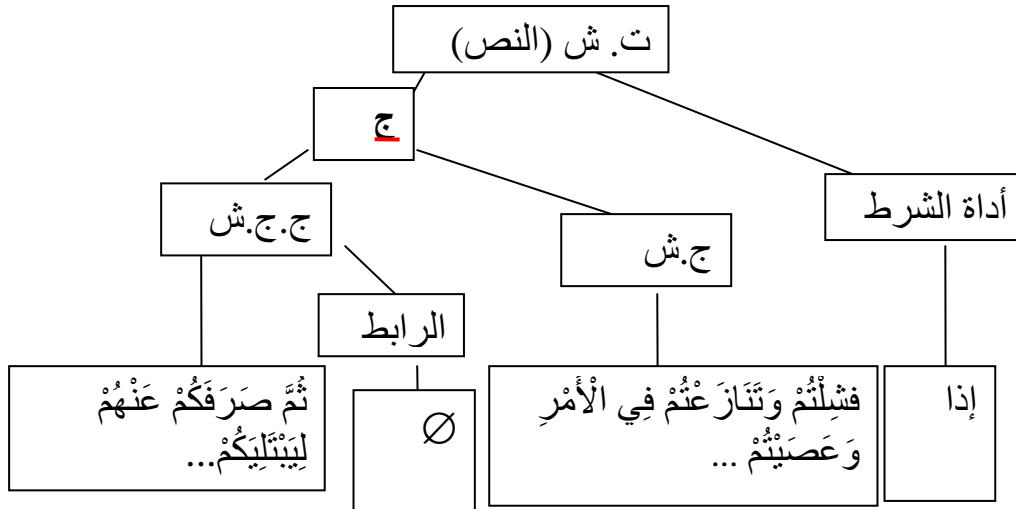 ت. ش (النص)
ج
أداة الشرط
ج.ش
ج.ج.ش
الرابط
إذا
فشِلْتُمْ وَتَنَازَعْتُمْ فِي الْأَمْرِ
وَعَصَيْتُمْ ...
∅
ثُمَّ صَرَفَكُمْ عَنْهُمْ
لِيَبْتَلِيَكُمْ...